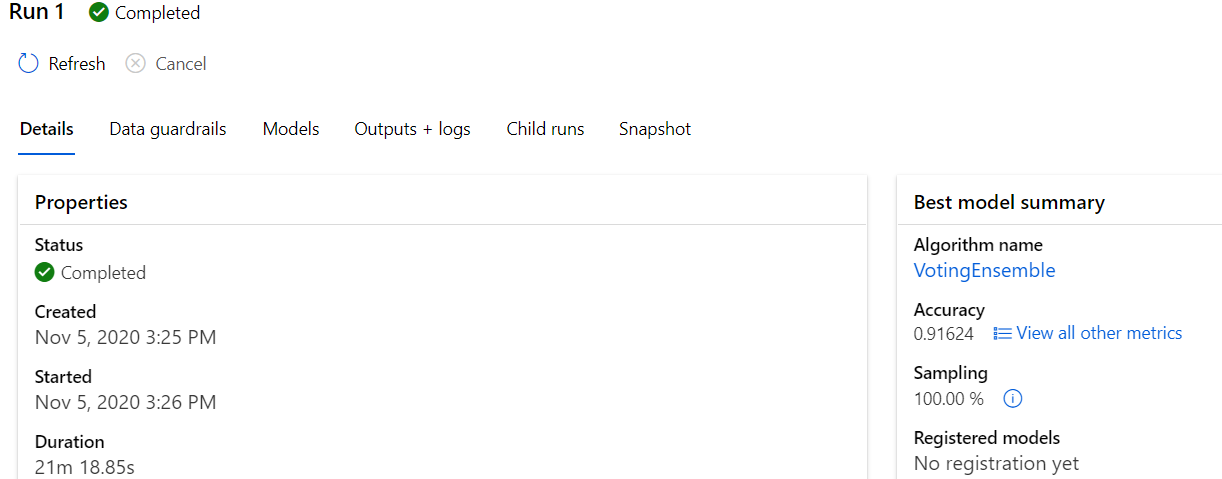 Run 1 Completed
Refresh Cancel
Details Data guardrails Models Outputs + logs Child runs Snapshot
Properties
Status
Completed
Created
Nov 5, 2020 3:25 PM
Started
Nov 5, 2020 3:26 PM
Duration
21m 18.85s
Best model summary
Algorithm name
VotingEnsemble
Accuracy
0.91624 View all other metrics
Sampling
100.00 %
Registered models
No registration yet